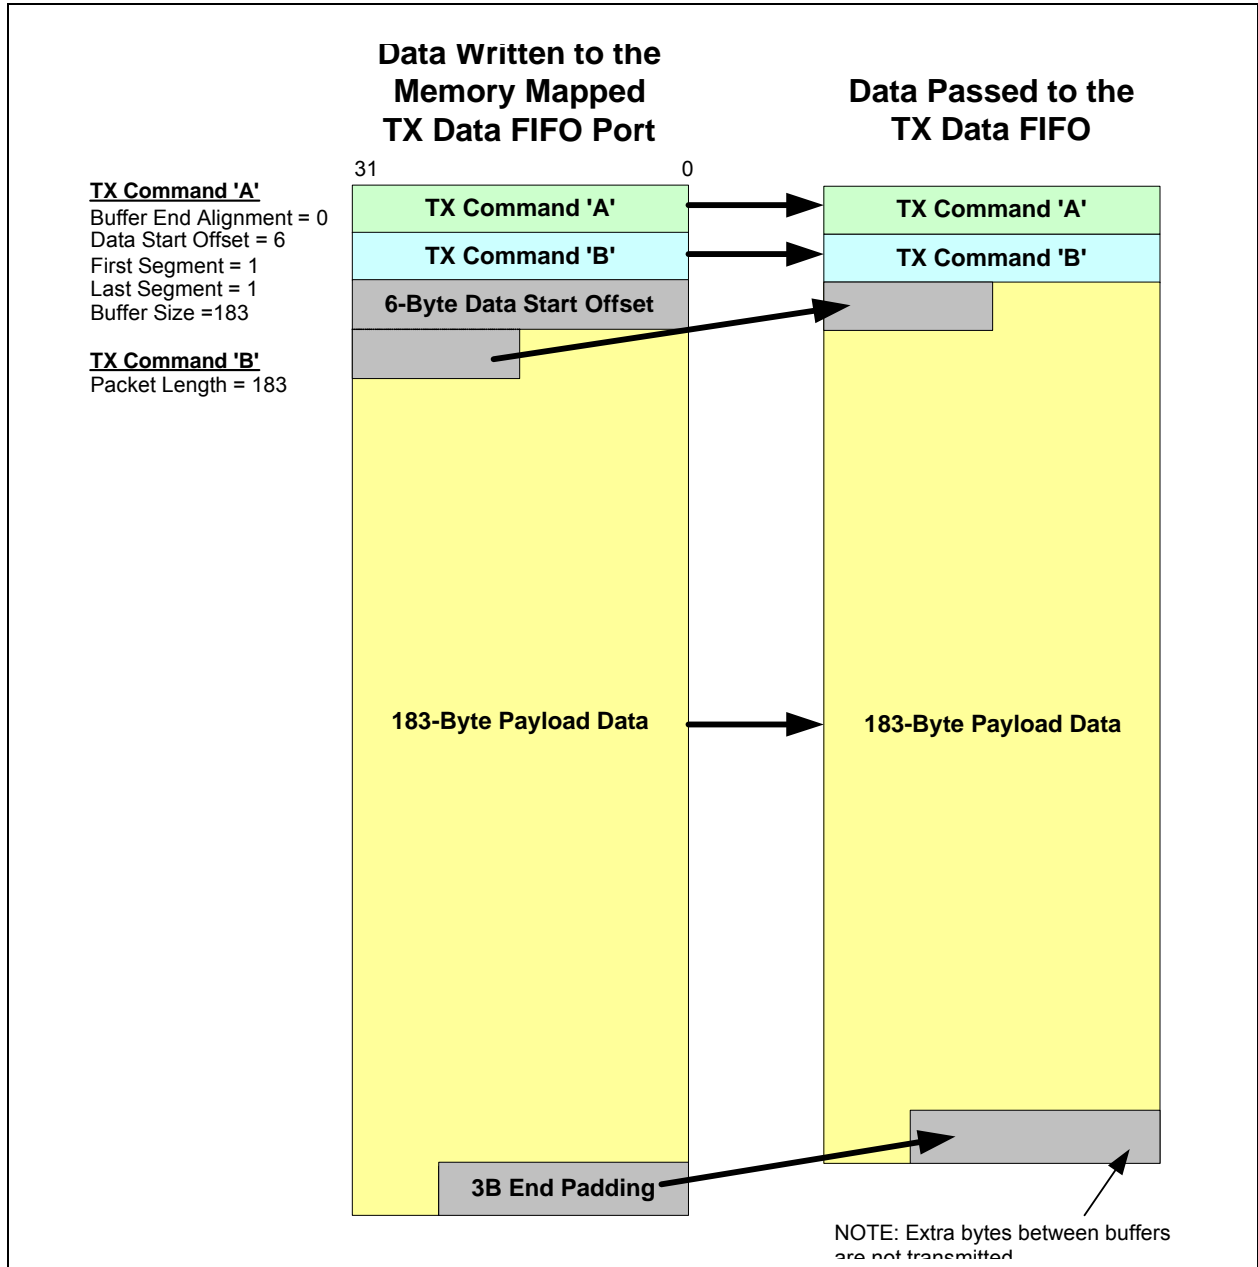 Data Written to the
Memory Mapped
TX Data FIFO Port
Data Passed to the
TX Data FIFO
31
0
TX Command 'A'
Buffer End Alignment = 0
Data Start Offset = 6
First Segment = 1
Last Segment = 1
Buffer Size =183
TX Command 'B'
Packet Length = 183
TX Command 'A'
TX Command 'B'
6-Byte Data Start Offset
183-Byte Payload Data
3B End Padding
TX Command 'A'
TX Command 'B'
183-Byte Payload Data
NOTE: Extra bytes between buffers
are not transmitted